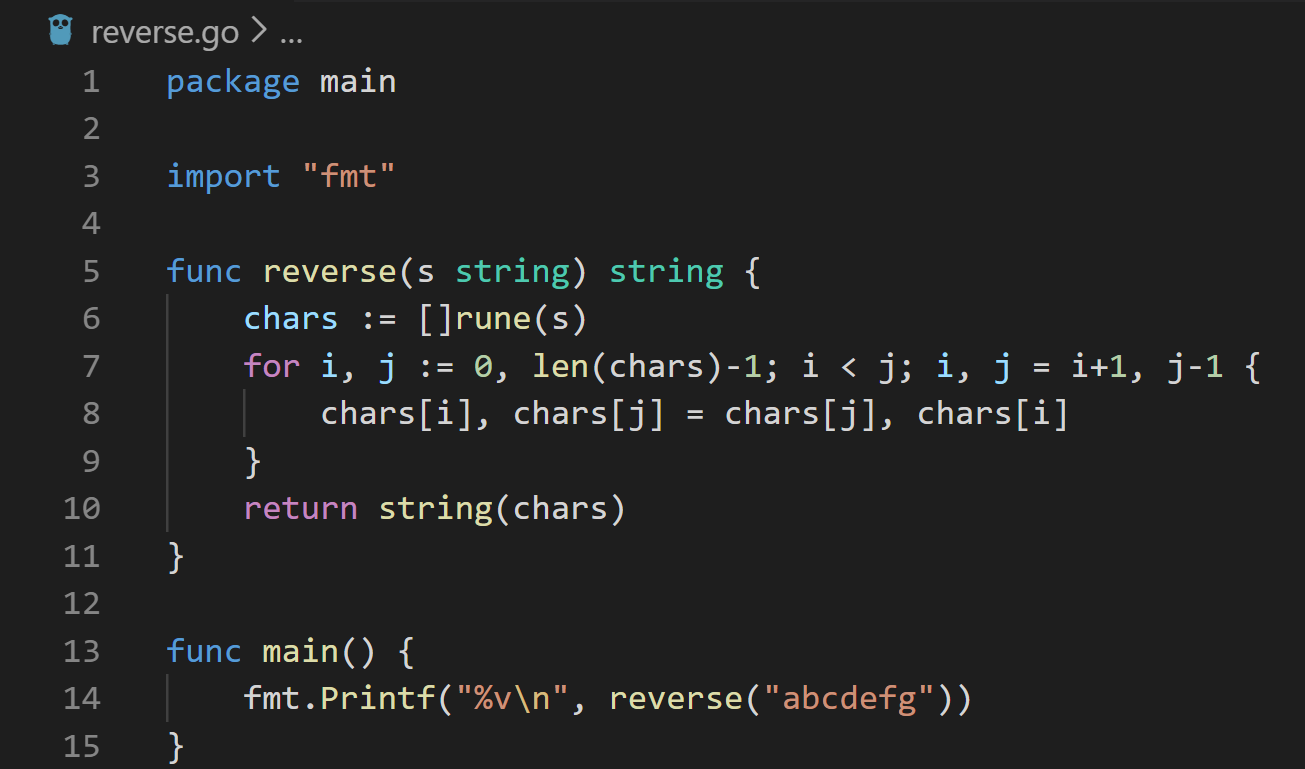 reverse.go > ...
1 package main
2
3 import "fmt"
4
5 func reverse(s string) string {
6     chars := []rune(s)
7     for i, j := 0, len(chars)-1; i < j; i, j = i+1, j-1 {
8         chars[i], chars[j] = chars[j], chars[i]
9     }
10     return string(chars)
11 }
12
13 func main() {
14     fmt.Printf("%v\n", reverse("abcdefg"))
15 }